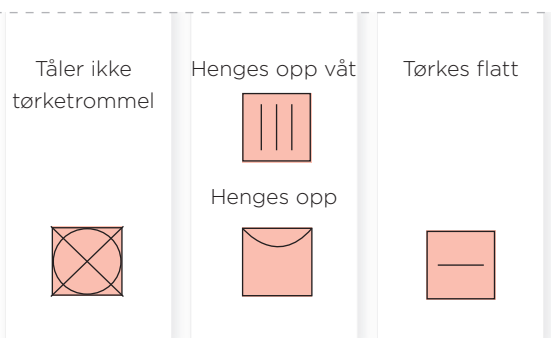 Tåler ikke
tørketrommel
Henges opp våt
Henges opp
Tørkes flatt